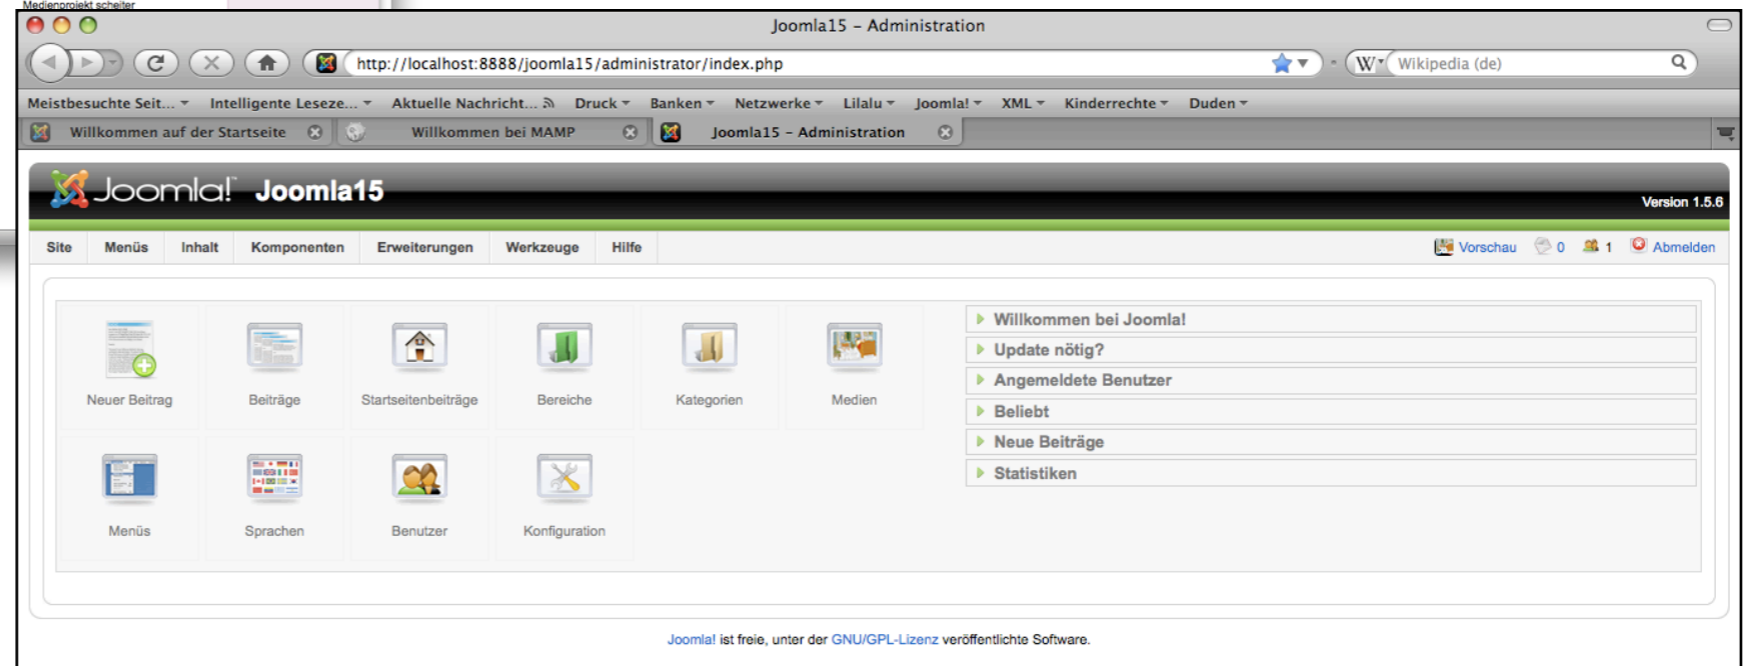 Medienprojekt scheiter
Joomla15 – Administration
http://localhost:8888/joomla15/administrator/index.php
W
Wikipedia (de)
Meistbesuchte Seit... Intelligente Leseze... Aktuelle Nachricht... Druck Banken Netzwerke Lilalu Joomla! XML Kinderrechte Duden
Willkommen auf der Startseite Willkommen bei MAMP Joomla15 – Administration
Joomla!™ Joomla15
Version 1.5.6
Site Menüs Inhalt Komponenten Erweiterungen Werkzeuge Hilfe Vorschau 0 1 Abmelden
Neuer Beitrag Beiträge Startseitenbeiträge Bereiche Kategorien Medien
Menüs Sprachen Benutzer Konfiguration
Willkommen bei Joomla!
Update nötig?
Angemeldete Benutzer
Beliebt
Neue Beiträge
Statistiken
Joomla! ist freie, unter der GNU/GPL-Lizenz veröffentlichte Software.